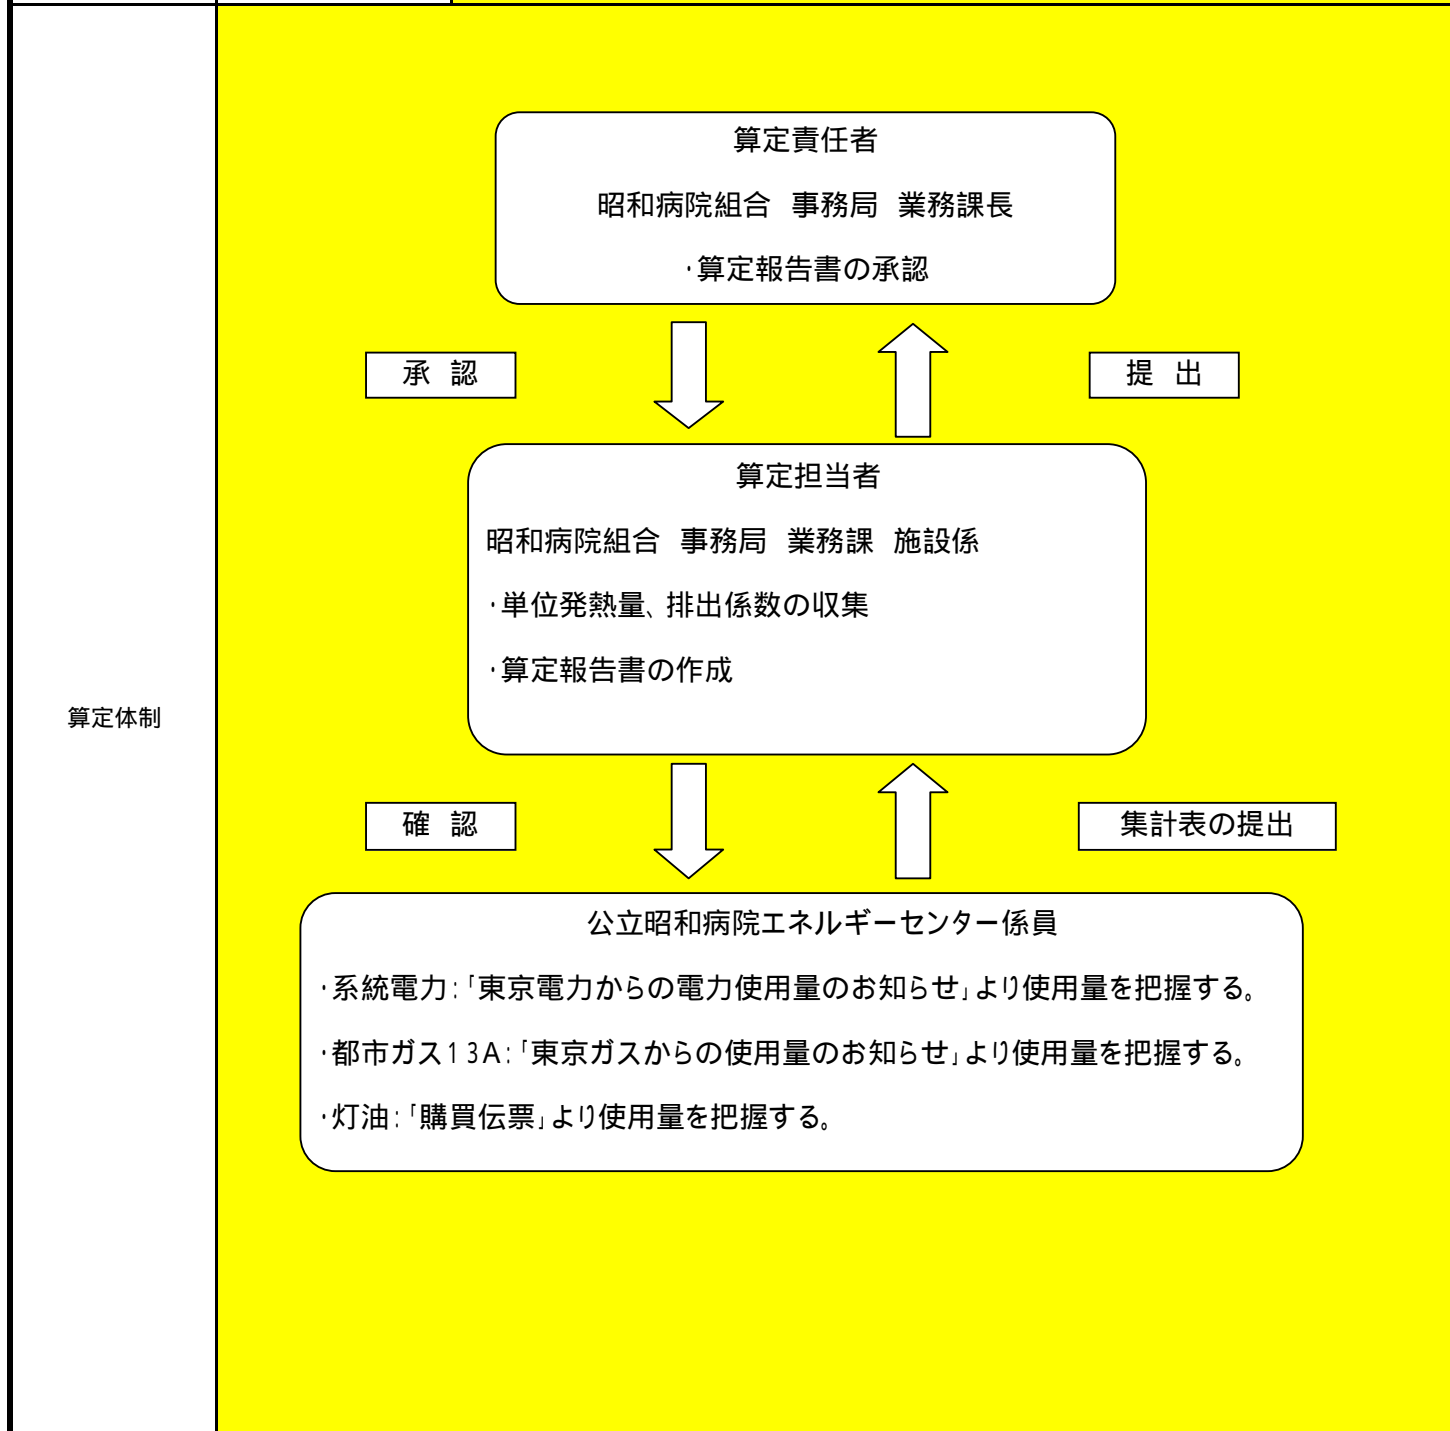 算定体制
算定責任者
昭和病院組合 事務局 業務課長
・算定報告書の承認
承 認
提 出
算定担当者
昭和病院組合 事務局 業務課 施設係
・単位発熱量、排出係数の収集
・算定報告書の作成
確 認
集計表の提出
公立昭和病院エネルギーセンター係員
・系統電力:「東京電力からの電力使用量のお知らせ」より使用量を把握する。
・都市ガス13A:「東京ガスからの使用量のお知らせ」より使用量を把握する。
・灯油:「購買伝票」より使用量を把握する。